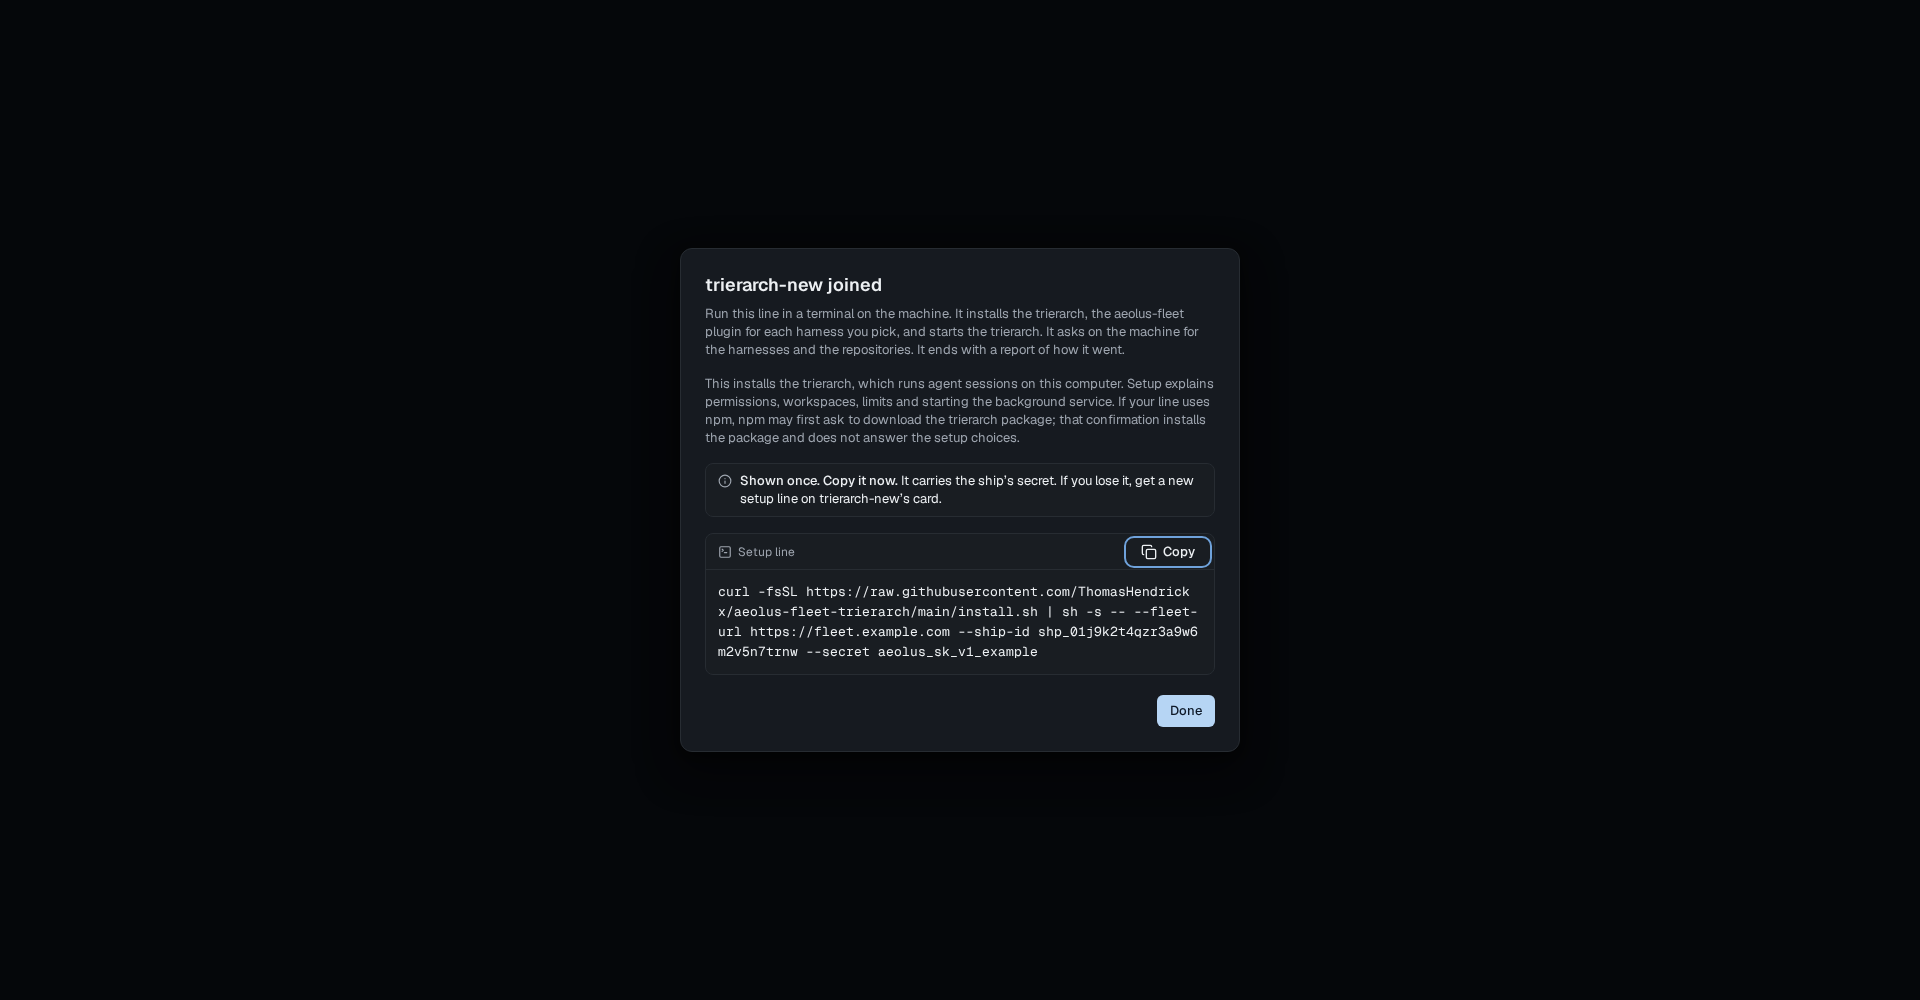 trierarch-new joined
Run this line in a terminal on the machine. It installs the trierarch, the aeolus-fleet
plugin for each harness you pick, and starts the trierarch. It asks on the machine for
the harnesses and the repositories. It ends with a report of how it went.
This installs the trierarch, which runs agent sessions on this computer. Setup explains
permissions, workspaces, limits and starting the background service. If your line uses
npm, npm may first ask to download the trierarch package; that confirmation installs
the package and does not answer the setup choices.
Shown once. Copy it now. It carries the ship's secret. If you lose it, get a new
setup line on trierarch-new's card.
Setup line
Copy
curl -fsSL https://raw.githubusercontent.com/ThomasHendrick
x/aeolus-fleet-trierarch/main/install.sh | sh -s -- --fleet-
url https://fleet.example.com --ship-id shp_01j9k2t4qzr3a9w6
m2v5n7trnw --secret aeolus_sk_v1_example
Done